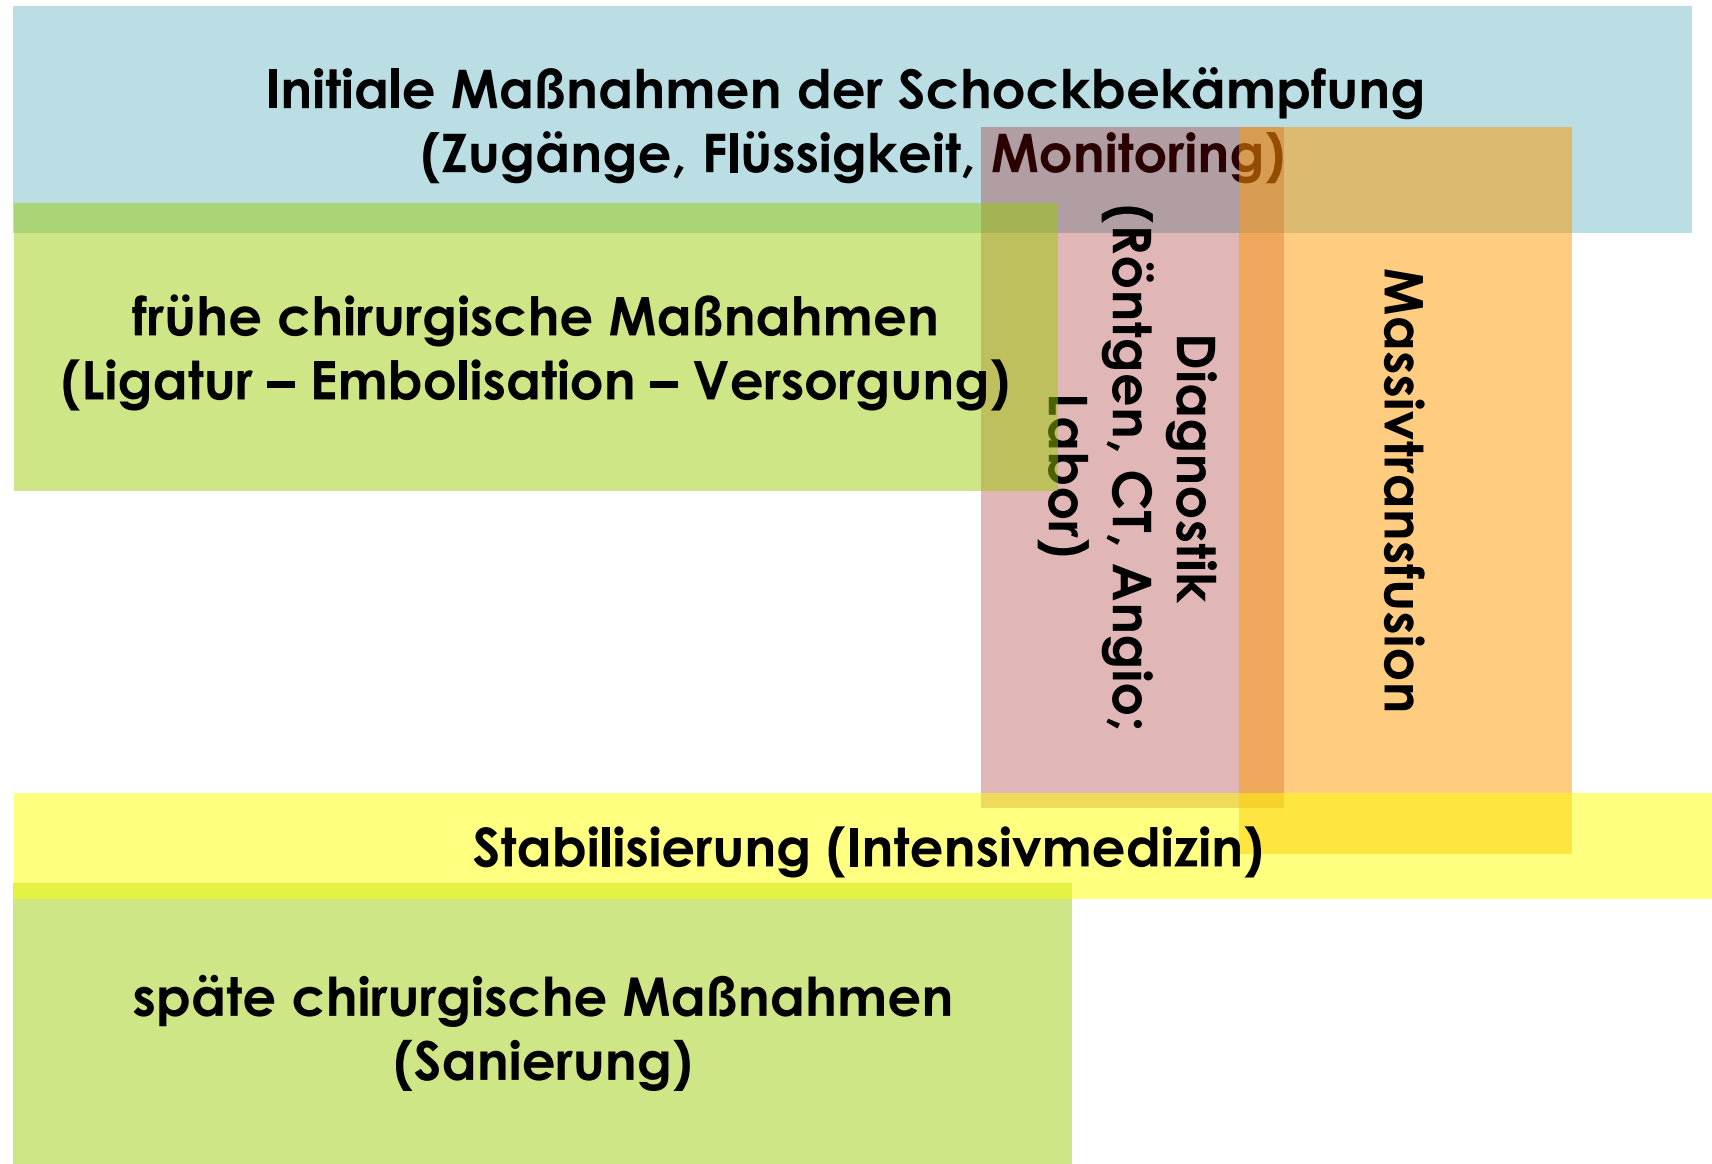 Initiale Maßnahmen der Schockbekämpfung
(Zugänge, Flüssigkeit, Monitoring)
frühe chirurgische Maßnahmen
(Ligatur – Embolisation – Versorgung)
Diagnostik
(Röntgen, CT, Angio;
Labor)
Massivtransfusion
Stabilisierung (Intensivmedizin)
späte chirurgische Maßnahmen
(Sanierung)